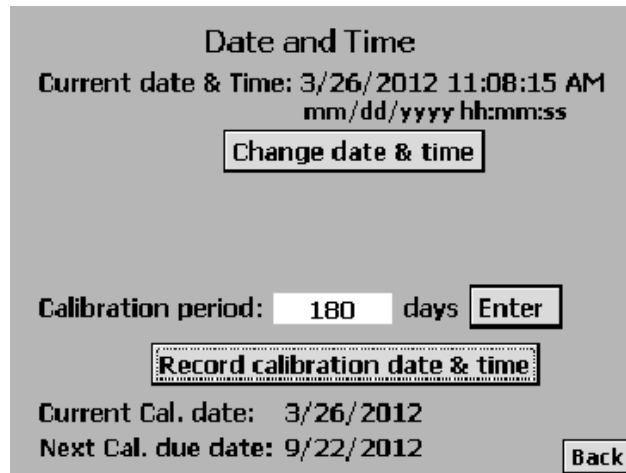 Date and Time
Current date & Time: 3/26/2012 11:08:15 AM
mm/dd/yyyy hh:mm:ss
Change date & time
Calibration period: 180 days Enter
Record calibration date & time
Current Cal. date: 3/26/2012
Next Cal. due date: 9/22/2012
Back